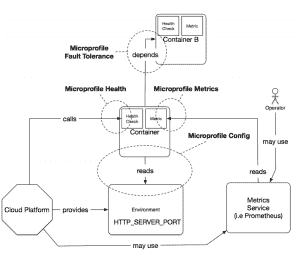 Health
Check
Metric
Container B
Microprofile
Fault Tolerance
depends
Microprofile Health
Microprofile Metrics
Operator
calls
Health
Check
Metric
Container
Microprofile Config
may use
reads
reads
Cloud Platform
provides
Environment
HTTP_SERVER_PORT
Metrics
Service
(i.e Prometheus)
may use